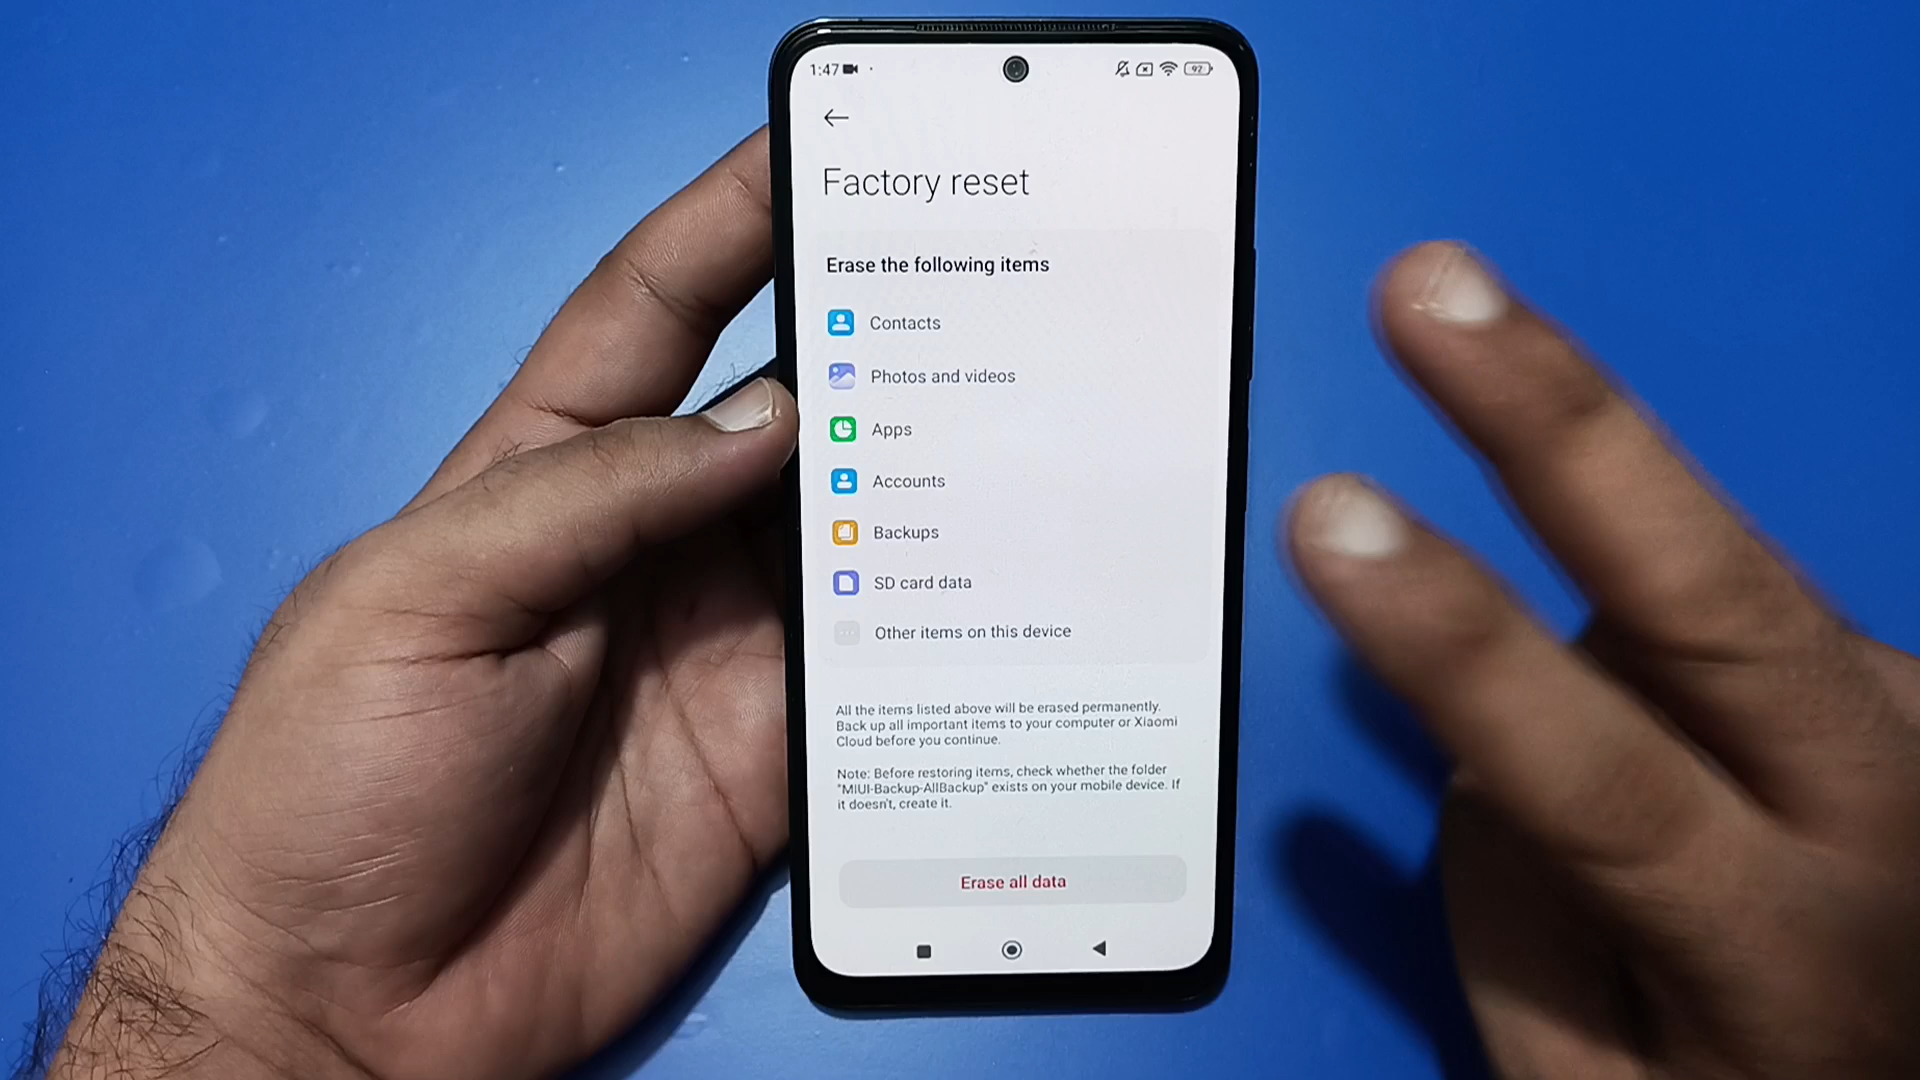 1:47
92
Factory reset
Erase the following items
Contacts
Photos and videos
Apps
Accounts
Backups
SD card data
Other items on this device
All the items listed above will be erased permanently.
Back up all important items to your computer or Xiaomi
Cloud before you continue.
Note: Before restoring items, check whether the folder
"MIUI-Backup-AllBackup" exists on your mobile device. If
it doesn't, create it.
Erase all data